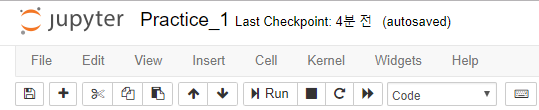 jupyter Practice_1 Last Checkpoint: 4분 전 (autosaved)
File Edit View Insert Cell Kernel Widgets Help
Run Code